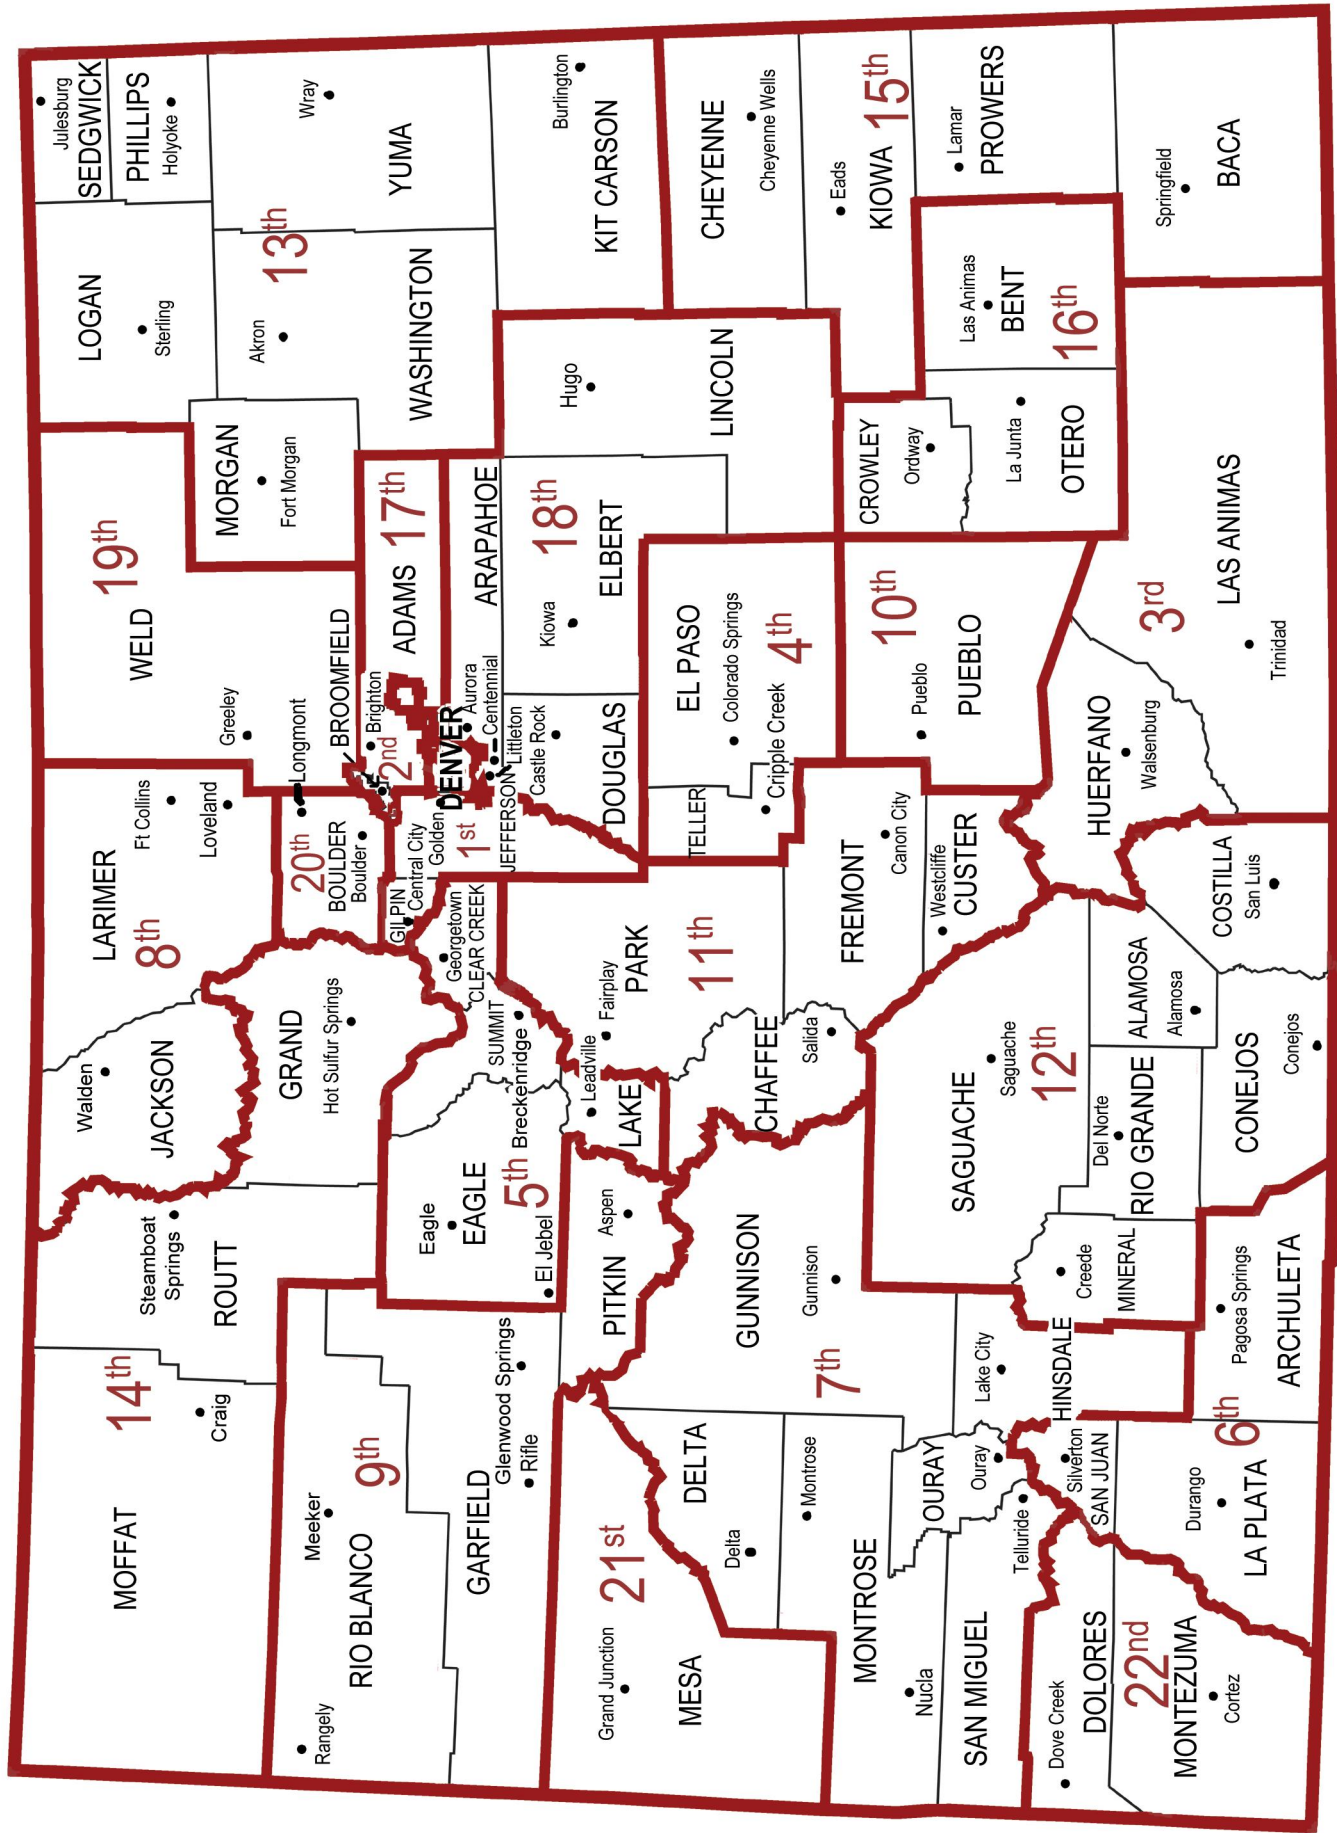 MOFFAT
14th
Craig
Steamboat
Springs
ROUTT
Walden
JACKSON
LARIMER
8th
Ft Collins
Loveland
WELD
19th
Greeley
LOGAN
Sterling
Julesburg
SEDGWICK
PHILLIPS
Holyoke
MORGAN
Fort Morgan
13th
Akron
WASHINGTON
Wray
YUMA
Rangely
Meeker
RIO BLANCO
9th
GARFIELD
Glenwood Springs
Rifle
GRAND
Hot Sulfur Springs
20th
BOULDER
Boulder
Longmont
BROOMFIELD
Brighton
2nd
ADAMS
17th
GILPIN
Central City
Golden
1st
JEFFERSON
DENVER
Aurora
Centennial
Littleton
ARAPAHOE
Georgetown
CLEAR CREEK
SUMMIT
Breckenridge
Eagle
EAGLE
5th
El Jebel
Castle Rock
DOUGLAS
Kiowa
ELBERT
18th
Hugo
LINCOLN
Burlington
KIT CARSON
Grand Junction
MESA
21st
Aspen
PITKIN
Leadville
LAKE
Fairplay
PARK
11th
TELLER
Cripple Creek
EL PASO
Colorado Springs
4th
CHEYENNE
Cheyenne Wells
Delta
DELTA
Montrose
MONTROSE
Nucla
GUNNISON
Gunnison
7th
CHAFFEE
Salida
FREMONT
Canon City
Westcliffe
CUSTER
10th
Pueblo
PUEBLO
CROWLEY
Ordway
Eads
KIOWA
15th
SAN MIGUEL
Telluride
OURAY
Ouray
Lake City
HINSDALE
SAGUACHE
Saguache
12th
La Junta
OTERO
Las Animas
BENT
16th
Lamar
PROWERS
Dove Creek
DOLORES
Silverton
SAN JUAN
Creede
MINERAL
Del Norte
RIO GRANDE
ALAMOSA
Alamosa
HUERFANO
Walsenburg
3rd
LAS ANIMAS
Trinidad
Springfield
BACA
22nd
MONTEZUMA
Cortez
Durango
LA PLATA
6th
Pagosa Springs
ARCHULETA
CONEJOS
Conejos
COSTILLA
San Luis